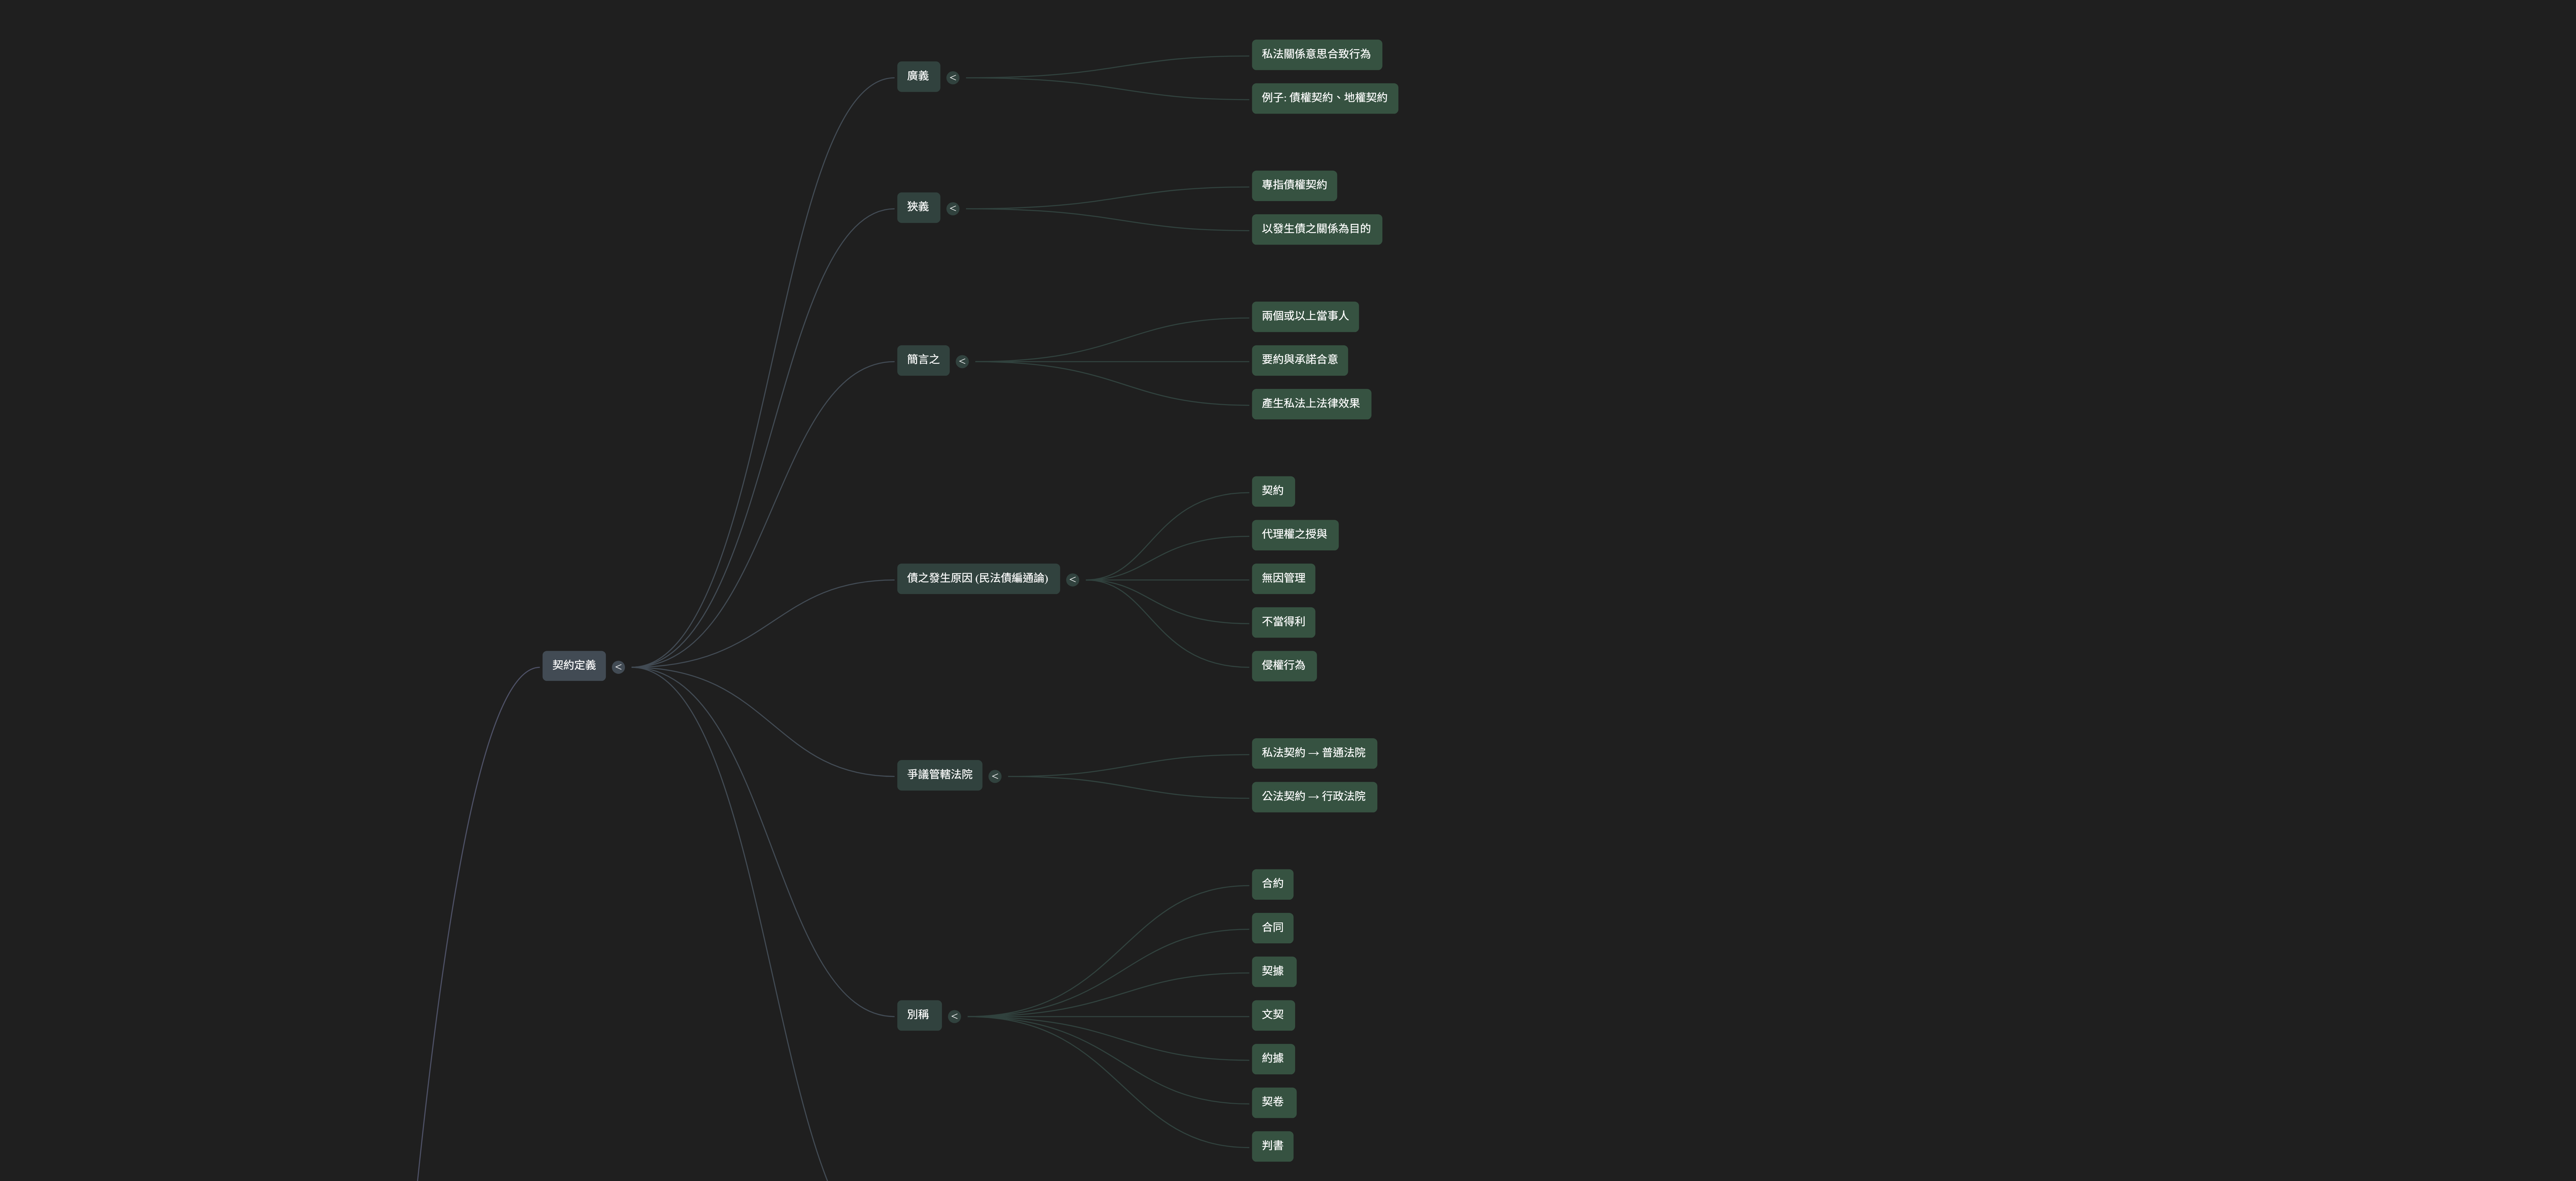 契約定義
廣義
私法關係意思合致行為
例子: 債權契約、地權契約
狹義
專指債權契約
以發生債之關係為目的
簡言之
兩個或以上當事人
要約與承諾合意
產生私法上法律效果
債之發生原因 (民法債編通論)
契約
代理權之授與
無因管理
不當得利
侵權行為
爭議管轄法院
私法契約 → 普通法院
公法契約 → 行政法院
別稱
合約
合同
契據
文契
約據
契卷
判書